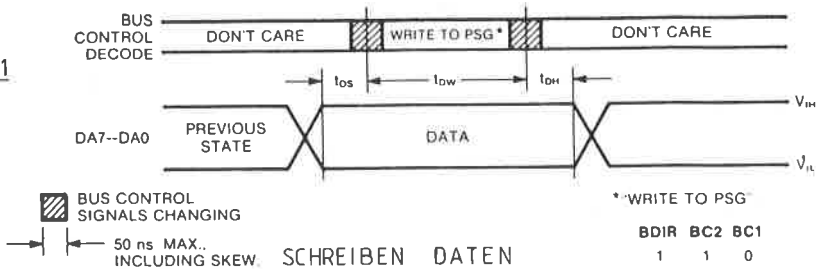 BUS
CONTROL
DECODE
DON'T CARE
WRITE TO PSG*
DON'T CARE
1
tDS
tDW
tDH
DA7--DA0
PREVIOUS
STATE
DATA
VIH
VIL
BUS CONTROL
SIGNALS CHANGING
50 ns MAX..
INCLUDING SKEW.
SCHREIBEN DATEN
*"WRITE TO PSG"
BDIR BC2 BC1
1 1 0